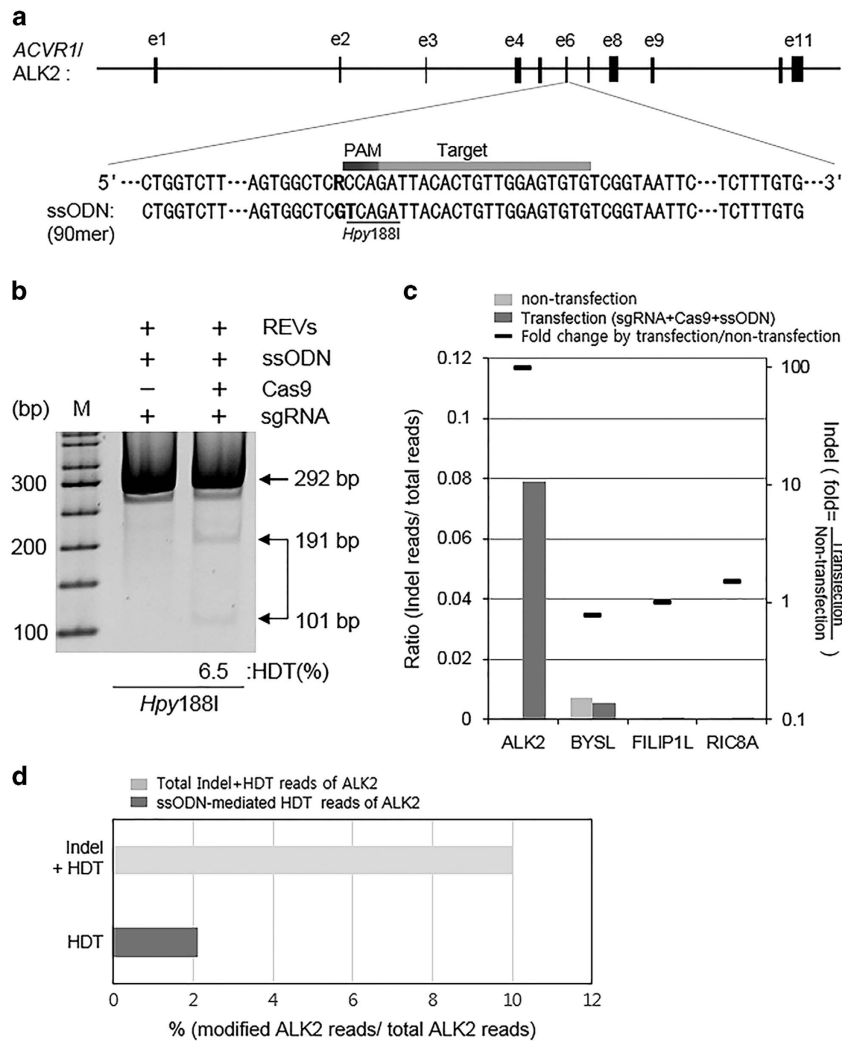 a
ACVR1/
ALK2 :
e1 e2 e3 e4 e6 e8 e9 e11
PAM Target
5'···CTGGTCTT···AGTGGCTCRCCAGATTACACTGTTGGAGTGTGTCGGTAATTC···TCTTTGTG···3'
ssODN: CTGGTCTT···AGTGGCTCGTCAGATTACACTGTTGGAGTGTGTCGGTAATTC···TCTTTGTG
(90mer)
Hpy188I
b
+ + REVs
+ + ssODN
− + Cas9
+ + sgRNA
(bp) M
300
200
100
292 bp
191 bp
101 bp
6.5 :HDT(%)
Hpy188I
c
non-transfection
Transfection (sgRNA+Cas9+ssODN)
Fold change by transfection/non-transfection
0.12
0.1
0.08
0.06
0.04
0.02
0
Ratio (Indel reads/ total reads)
100
10
1
0.1
Indel ( fold= Transfection / Non-transfection )
ALK2 BYSL FILIP1L RIC8A
d
Total Indel+HDT reads of ALK2
ssODN-mediated HDT reads of ALK2
Indel
+ HDT
HDT
0 2 4 6 8 10 12
% (modified ALK2 reads/ total ALK2 reads)